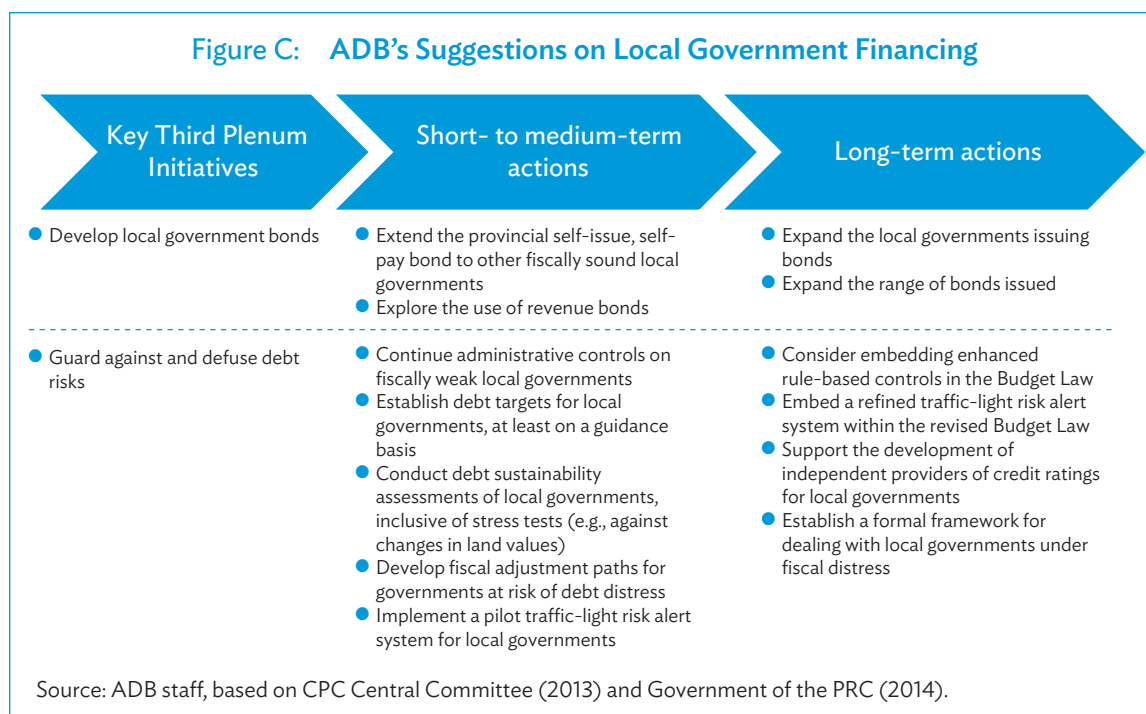 Figure C: ADB’s Suggestions on Local Government Financing
Key Third Plenum
Initiatives
Short- to medium-term
actions
Long-term actions
● Develop local government bonds
● Extend the provincial self-issue, self-
pay bond to other fiscally sound local
governments
● Explore the use of revenue bonds
● Expand the local governments issuing
bonds
● Expand the range of bonds issued
● Guard against and defuse debt
risks
● Continue administrative controls on
fiscally weak local governments
● Establish debt targets for local
governments, at least on a guidance
basis
● Conduct debt sustainability
assessments of local governments,
inclusive of stress tests (e.g., against
changes in land values)
● Develop fiscal adjustment paths for
governments at risk of debt distress
● Implement a pilot traffic-light risk alert
system for local governments
● Consider embedding enhanced
rule-based controls in the Budget Law
● Embed a refined traffic-light risk alert
system within the revised Budget Law
● Support the development of
independent providers of credit ratings
for local governments
● Establish a formal framework for
dealing with local governments under
fiscal distress
Source: ADB staff, based on CPC Central Committee (2013) and Government of the PRC (2014).